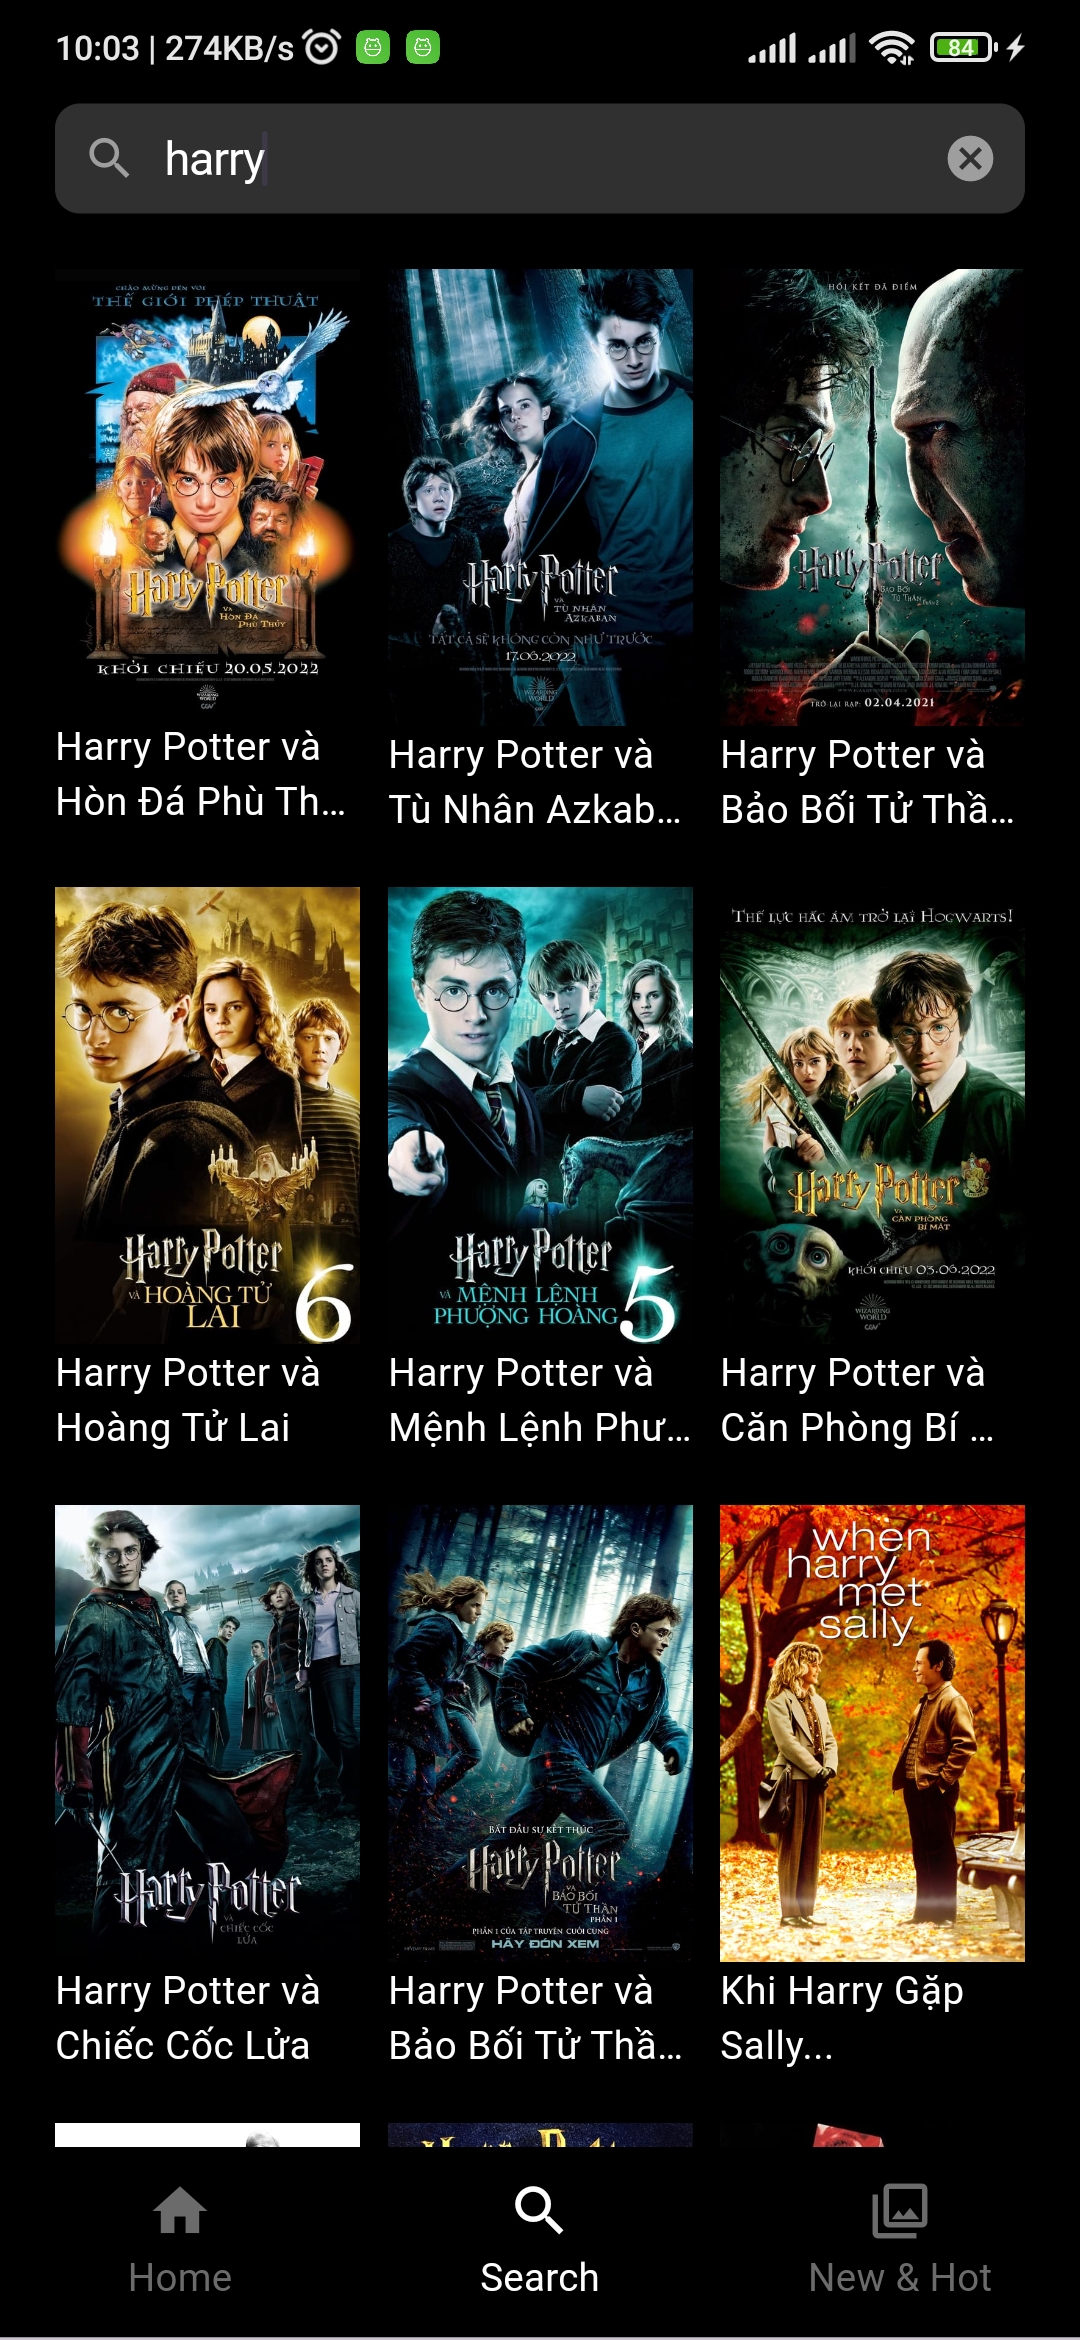 10:03 | 274KB/s
84
harry
CHÀO MỪNG ĐẾN VỚI
THẾ GIỚI PHÉP THUẬT
Harry Potter
VÀ
HÒN ĐÁ
PHÙ THỦY
KHỞI CHIẾU 20.05.2022
WIZARDING
WORLD
CGV
Harry Potter và
Hòn Đá Phù Th...
Harry Potter
VÀ
TÙ NHÂN
AZKABAN
TẤT CẢ SẼ KHÔNG CÒN NHƯ TRƯỚC
17.06.2022
WIZARDING
WORLD
CGV
Harry Potter và
Tù Nhân Azkab...
HỒI KẾT ĐÃ ĐIỂM
Harry Potter
BẢO BỐI
TỬ THẦN
TRỞ LẠI RẠP: 02.04.2021
Harry Potter và
Bảo Bối Tử Thầ...
Harry Potter
VÀ HOÀNG TỬ
LAI
6
Harry Potter và
Hoàng Tử Lai
Harry Potter
VÀ MỆNH LỆNH
PHƯỢNG HOÀNG
5
Harry Potter và
Mệnh Lệnh Phư...
THẾ LỰC HẮC ÁM TRỞ LẠI HOGWARTS!
Harry Potter
VÀ
CĂN PHÒNG
BÍ MẬT
KHỞI CHIẾU 03.06.2022
WIZARDING
WORLD
CGV
Harry Potter và
Căn Phòng Bí ...
Harry Potter
VÀ
CHIẾC CỐC
LỬA
Harry Potter và
Chiếc Cốc Lửa
BẮT ĐẦU SỰ KẾT THÚC
Harry Potter
VÀ
BẢO BỐI
TỬ THẦN
PHẦN 1
PHẦN 1 CỦA TẬP TRUYỆN CUỐI CÙNG
HÃY ĐÓN XEM
Harry Potter và
Bảo Bối Tử Thầ...
when
harry
met
sally
Khi Harry Gặp
Sally...
Home
Search
New & Hot